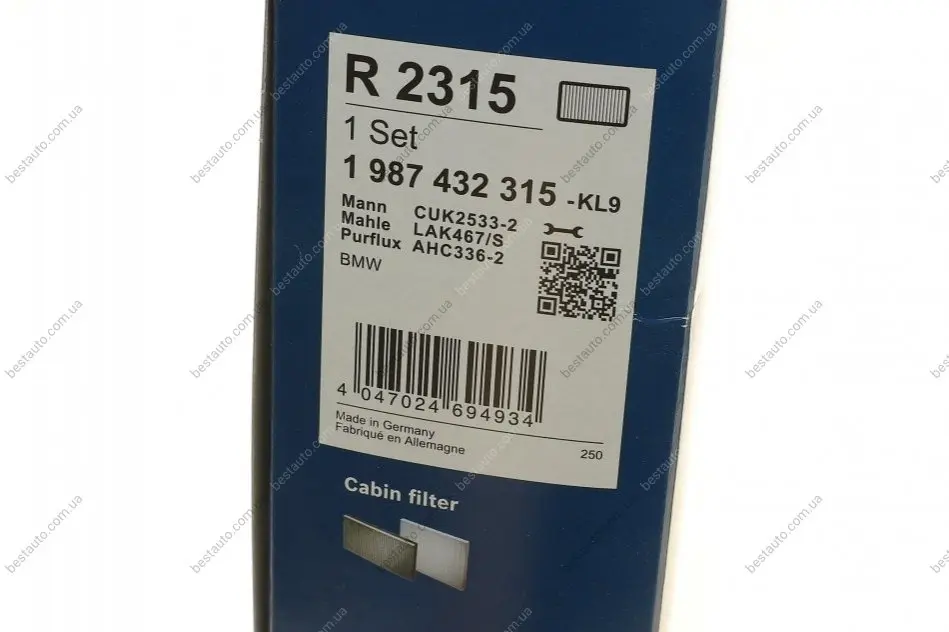 R 2315
1 Set
1 987 432 315 -KL9
Mann CUK2533-2
Mahle LAK467/S
Purflux AHC336-2
BMW
4 047024 694934
Made in Germany
Fabriqué en Allemagne
250
Cabin filter
bestauto.com.ua